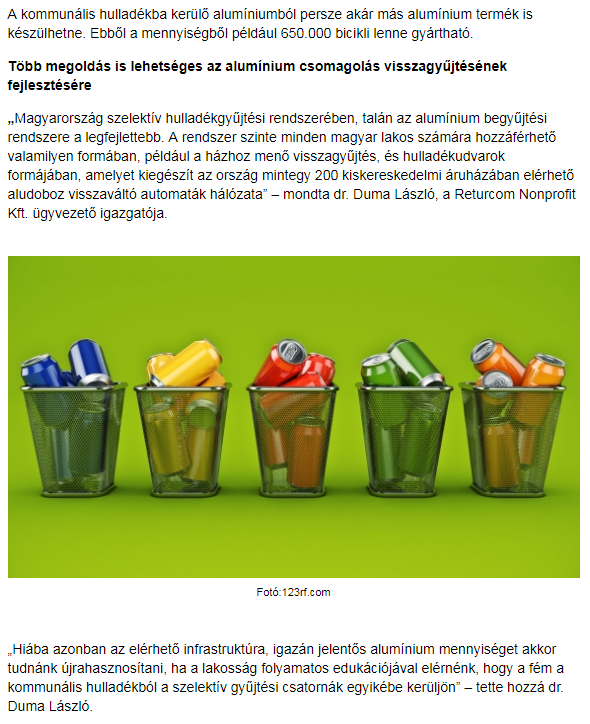 A kommunális hulladékba kerülő alumíniumból persze akár más alumínium termék is
készülhetne. Ebből a mennyiségből például 650.000 bicikli lenne gyártható.
Több megoldás is lehetséges az alumínium csomagolás visszagyűjtésének
fejlesztésére
„Magyarország szelektív hulladékgyűjtési rendszerében, talán az alumínium begyűjtési
rendszere a legfejlettebb. A rendszer szinte minden magyar lakos számára hozzáférhető
valamilyen formában, például a házhoz menő visszagyűjtés, és hulladékudvarok
formájában, amelyet kiegészít az ország mintegy 200 kiskereskedelmi áruházában elérhető
aludoboz visszaváltó automaták hálózata” – mondta dr. Duma László, a Returcom Nonprofit
Kft. ügyvezető igazgatója.
Fotó:123rf.com
„Hiába azonban az elérhető infrastruktúra, igazán jelentős alumínium mennyiséget akkor
tudnánk újrahasznosítani, ha a lakosság folyamatos edukációjával elérnénk, hogy a fém a
kommunális hulladékból a szelektív gyűjtési csatornák egyikébe kerüljön” – tette hozzá dr.
Duma László.